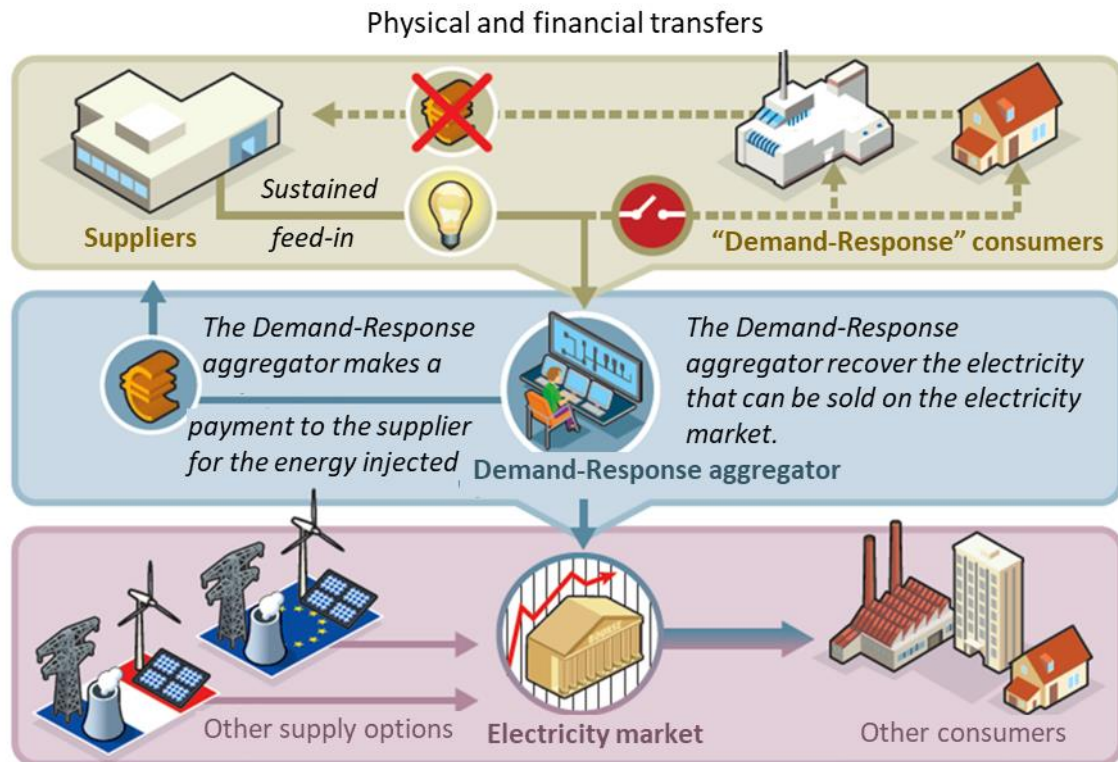 Physical and financial transfers
Sustained
feed-in
Suppliers
“Demand-Response” consumers
The Demand-Response
aggregator makes a
payment to the supplier
for the energy injected
The Demand-Response
aggregator recover the electricity
that can be sold on the electricity
market.
Demand-Response aggregator
Other supply options
Electricity market
Other consumers